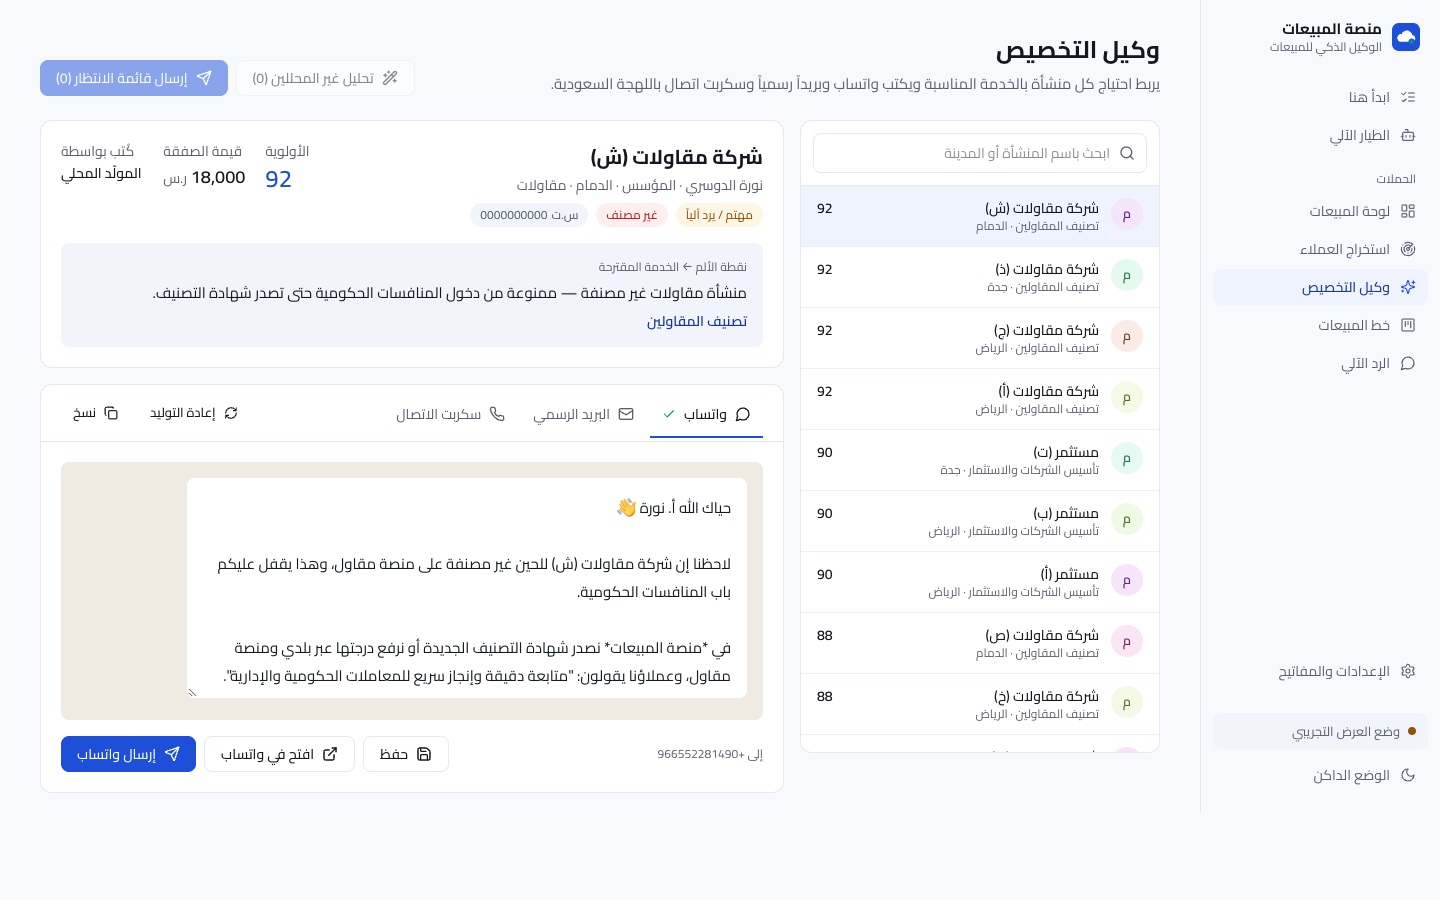 منصة المبيعات
الوكيل الذكي للمبيعات
ابدأ هنا
الطيار الآلي
الحملات
لوحة المبيعات
استخراج العملاء
وكيل التخصيص
خط المبيعات
الرد الآلي
الإعدادات والمفاتيح
وضع العرض التجريبي
الوضع الداكن
وكيل التخصيص
يربط احتياج كل منشأة بالخدمة المناسبة ويكتب واتساب وبريداً رسمياً وسكربت اتصال باللهجة السعودية.
تحليل غير المحللين (0)
إرسال قائمة الانتظار (0)
ابحث باسم المنشأة أو المدينة
م
شركة مقاولات (ش)
92
تصنيف المقاولين · الدمام
م
شركة مقاولات (ذ)
92
تصنيف المقاولين · جدة
م
شركة مقاولات (ج)
92
تصنيف المقاولين · الرياض
م
شركة مقاولات (أ)
92
تصنيف المقاولين · الرياض
م
مستثمر (ت)
90
تأسيس الشركات والاستثمار · جدة
م
مستثمر (ب)
90
تأسيس الشركات والاستثمار · الرياض
م
مستثمر (أ)
90
تأسيس الشركات والاستثمار · الرياض
م
شركة مقاولات (ص)
88
تصنيف المقاولين · الدمام
م
شركة مقاولات (خ)
88
تصنيف المقاولين · الرياض
شركة مقاولات (ش)
نورة الدوسري · المؤسس · الدمام · مقاولات
مهتم / يرد آلياً
غير مصنف
س.ت 0000000000
الأولوية
92
قيمة الصفقة
18,000 ر.س
كُتب بواسطة
المولّد المحلي
نقطة الألم ← الخدمة المقترحة
منشأة مقاولات غير مصنفة — ممنوعة من دخول المنافسات الحكومية حتى تصدر شهادة التصنيف.
تصنيف المقاولين
واتساب
البريد الرسمي
سكربت الاتصال
إعادة التوليد
نسخ
حياك الله أ. نورة 👋
لاحظنا إن شركة مقاولات (ش) للحين غير مصنفة على منصة مقاول، وهذا يقفل عليكم
باب المنافسات الحكومية.
في *منصة المبيعات* نصدر شهادة التصنيف الجديدة أو نرفع درجتها عبر بلدي ومنصة
مقاول، وعملاؤنا يقولون: "متابعة دقيقة وإنجاز سريع للمعاملات الحكومية والإدارية".
إلى +966552281490
حفظ
افتح في واتساب
إرسال واتساب